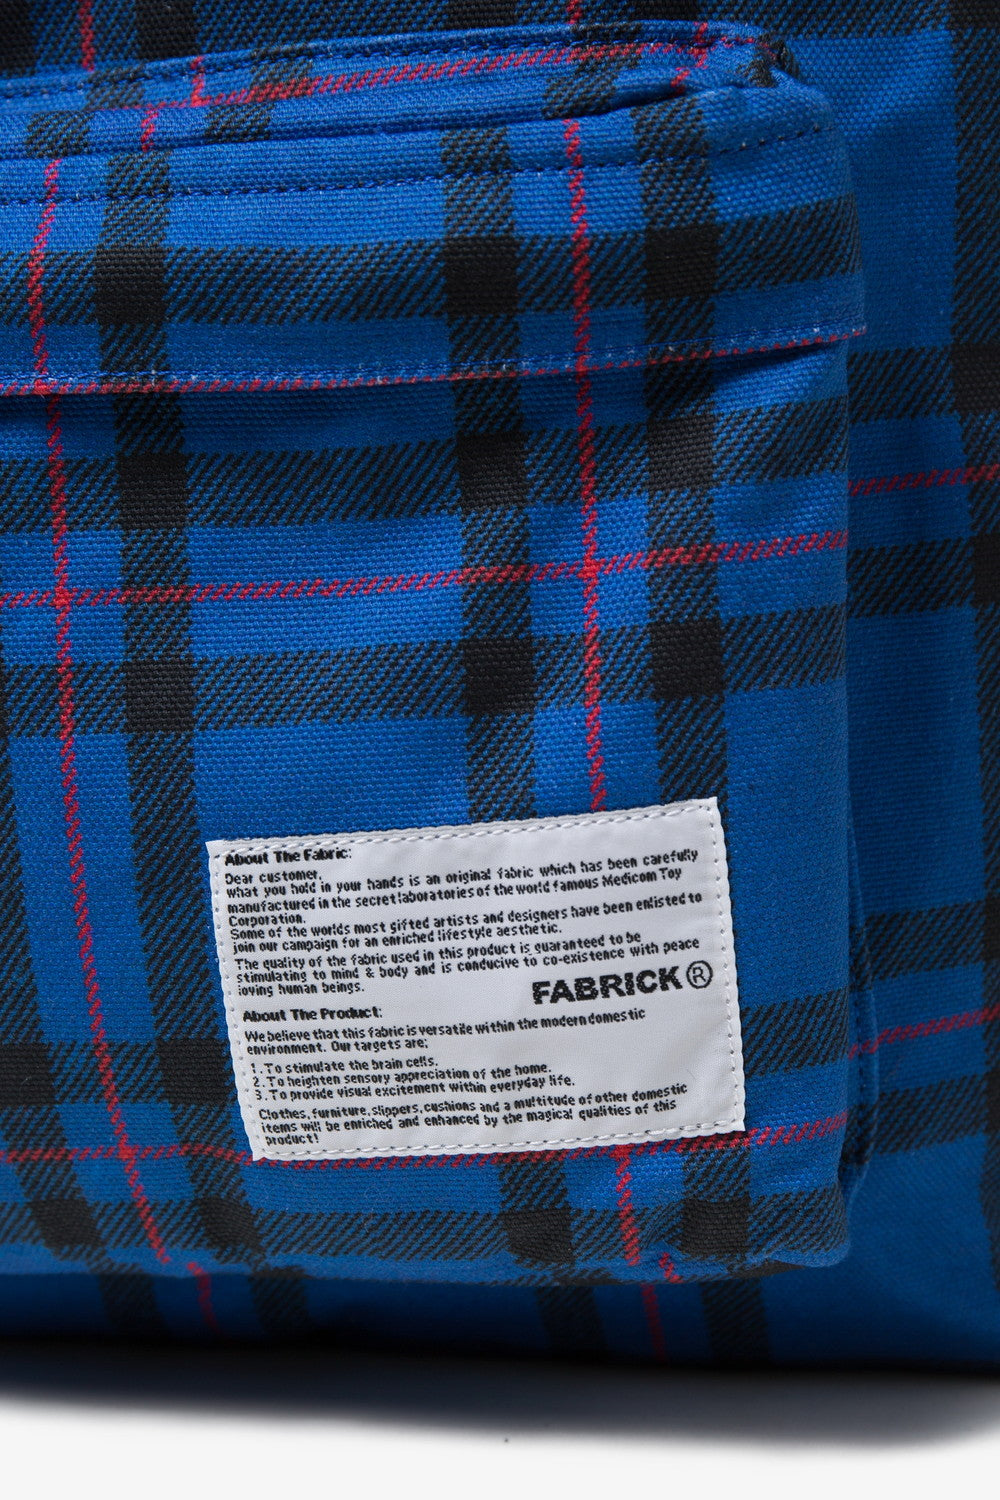 About The Fabric:
Dear customer,
what you hold in your hands is an original fabric which has been carefully
manufactured in the secret laboratories of the world famous Medicom Toy
Corporation.
Some of the worlds most gifted artists and designers have been enlisted to
join our campaign for an enriched lifestyle aesthetic.
The quality of the fabric used in this product is guaranteed to be
stimulating to mind & body and is conducive to co-existence with peace
loving human beings.
FABRICK®
About The Product:
We believe that this fabric is versatile within the modern domestic
environment. Our targets are;
1. To stimulate the brain cells.
2. To heighten sensory appreciation of the home.
3. To provide visual excitement within everyday life.
Clothes, furniture, slippers, cushions and a multitude of other domestic
items will be enriched and enhanced by the magical qualities of this
product!